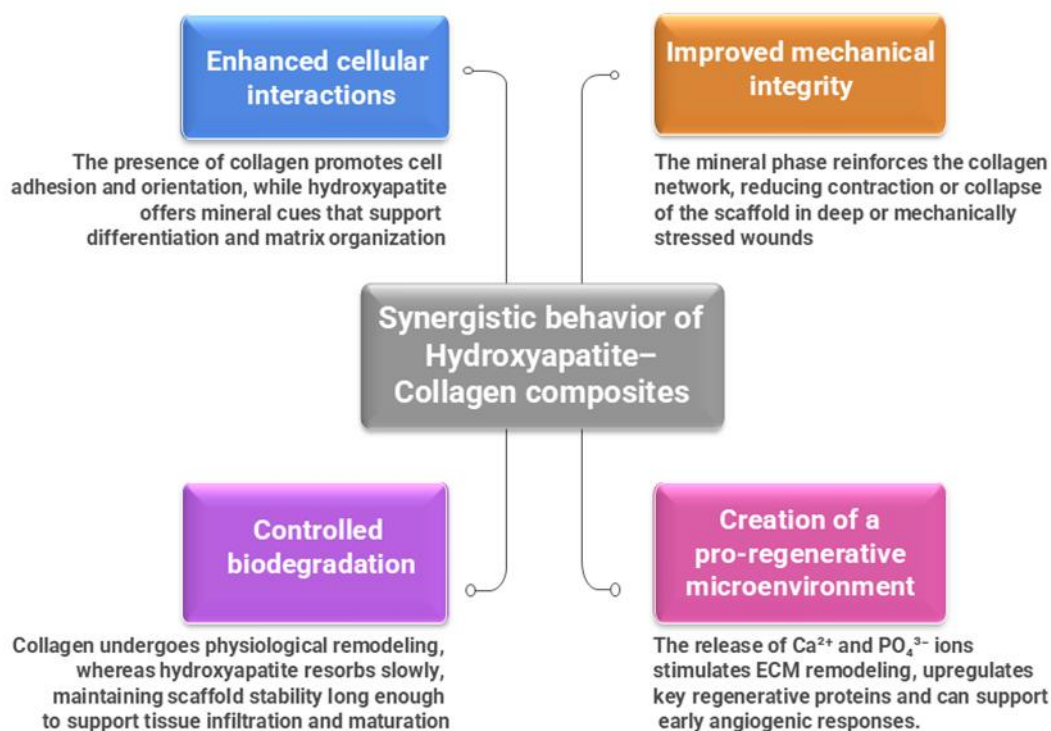 Enhanced cellular
interactions
The presence of collagen promotes cell
adhesion and orientation, while hydroxyapatite
offers mineral cues that support
differentiation and matrix organization
Improved mechanical
integrity
The mineral phase reinforces the collagen
network, reducing contraction or collapse
of the scaffold in deep or mechanically
stressed wounds
Synergistic behavior of
Hydroxyapatite–
Collagen composites
Controlled
biodegradation
Collagen undergoes physiological remodeling,
whereas hydroxyapatite resorbs slowly,
maintaining scaffold stability long enough
to support tissue infiltration and maturation
Creation of a
pro-regenerative
microenvironment
The release of Ca²⁺ and PO₄³⁻ ions
stimulates ECM remodeling, upregulates
key regenerative proteins and can support
early angiogenic responses.